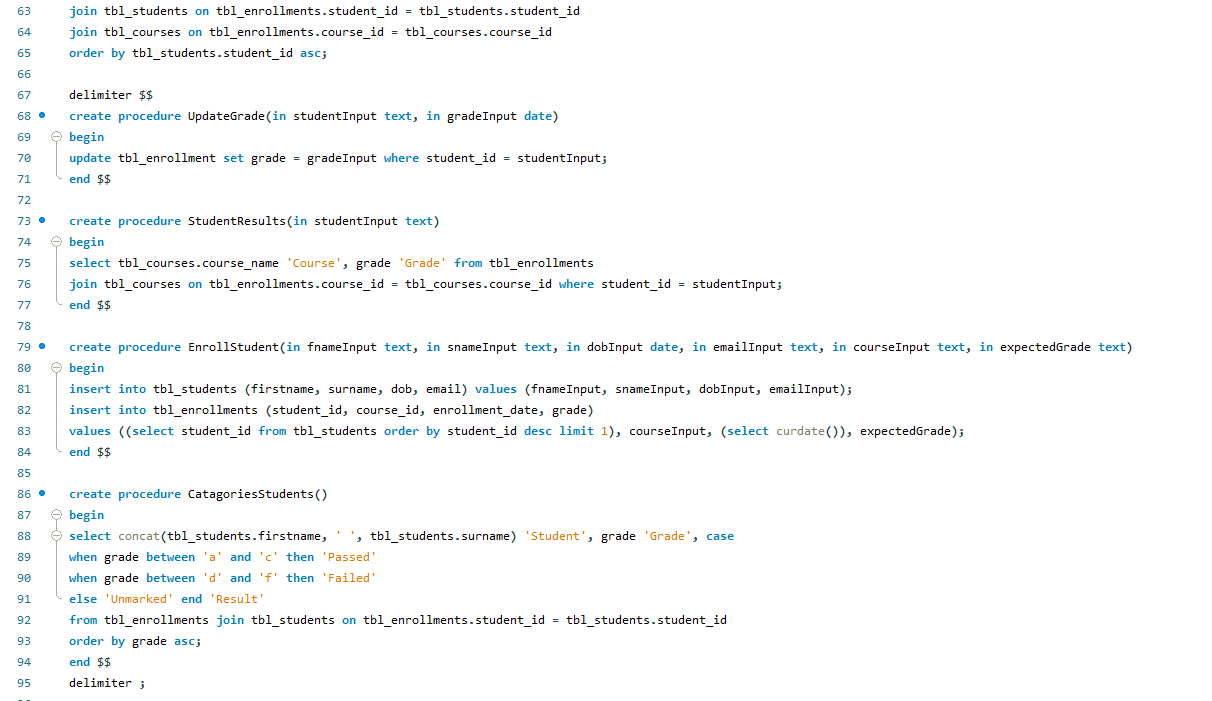 63 join tbl_students on tbl_enrollments.student_id = tbl_students.student_id
64 join tbl_courses on tbl_enrollments.course_id = tbl_courses.course_id
65 order by tbl_students.student_id asc;
66
67 delimiter $$
68 create procedure UpdateGrade(in studentInput text, in gradeInput date)
69 begin
70 update tbl_enrollment set grade = gradeInput where student_id = studentInput;
71 end $$
72
73 create procedure StudentResults(in studentInput text)
74 begin
75 select tbl_courses.course_name 'Course', grade 'Grade' from tbl_enrollments
76 join tbl_courses on tbl_enrollments.course_id = tbl_courses.course_id where student_id = studentInput;
77 end $$
78
79 create procedure EnrollStudent(in fnameInput text, in snameInput text, in dobInput date, in emailInput text, in courseInput text, in expectedGrade text)
80 begin
81 insert into tbl_students (firstname, surname, dob, email) values (fnameInput, snameInput, dobInput, emailInput);
82 insert into tbl_enrollments (student_id, course_id, enrollment_date, grade)
83 values ((select student_id from tbl_students order by student_id desc limit 1), courseInput, (select curdate()), expectedGrade);
84 end $$
85
86 create procedure CatagoriesStudents()
87 begin
88 select concat(tbl_students.firstname, ' ', tbl_students.surname) 'Student', grade 'Grade', case
89 when grade between 'a' and 'c' then 'Passed'
90 when grade between 'd' and 'f' then 'Failed'
91 else 'Unmarked' end 'Result'
92 from tbl_enrollments join tbl_students on tbl_enrollments.student_id = tbl_students.student_id
93 order by grade asc;
94 end $$
95 delimiter ;